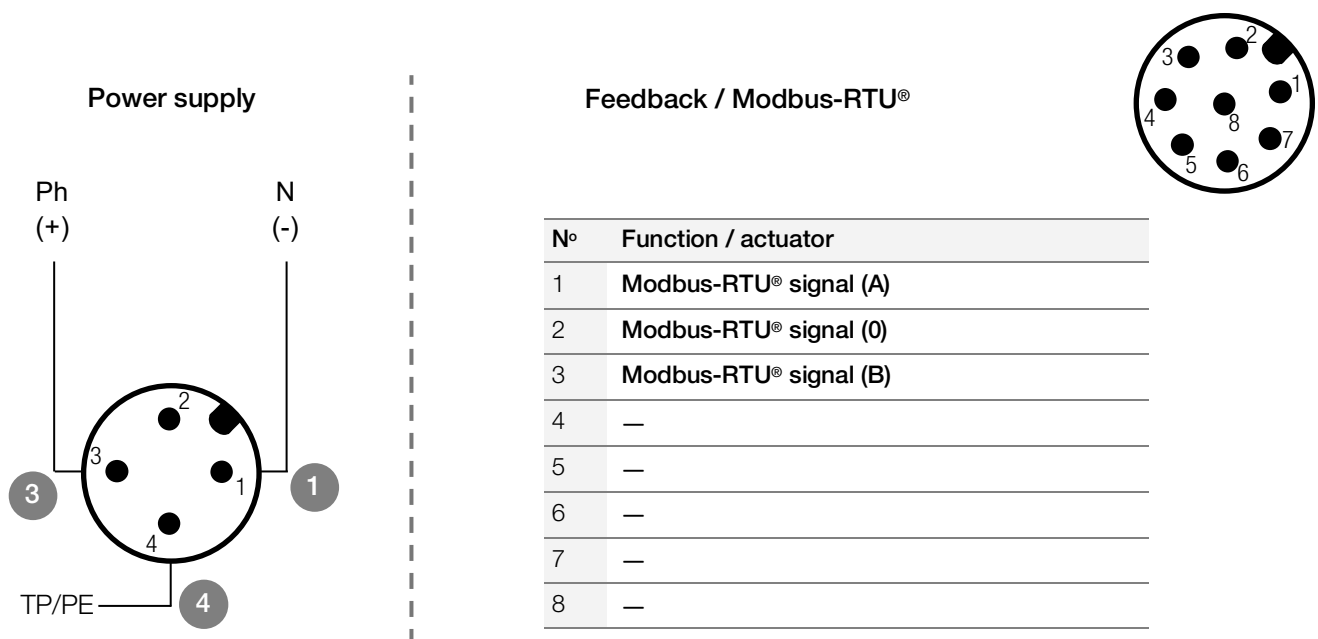 Power supply
Ph
(+)
N
(-)
2
3
1
4
3
1
TP/PE
4
Feedback / Modbus-RTU®
2
3
1
4
8
7
5
6
Nº Function / actuator
1 Modbus-RTU® signal (A)
2 Modbus-RTU® signal (0)
3 Modbus-RTU® signal (B)
4 —
5 —
6 —
7 —
8 —